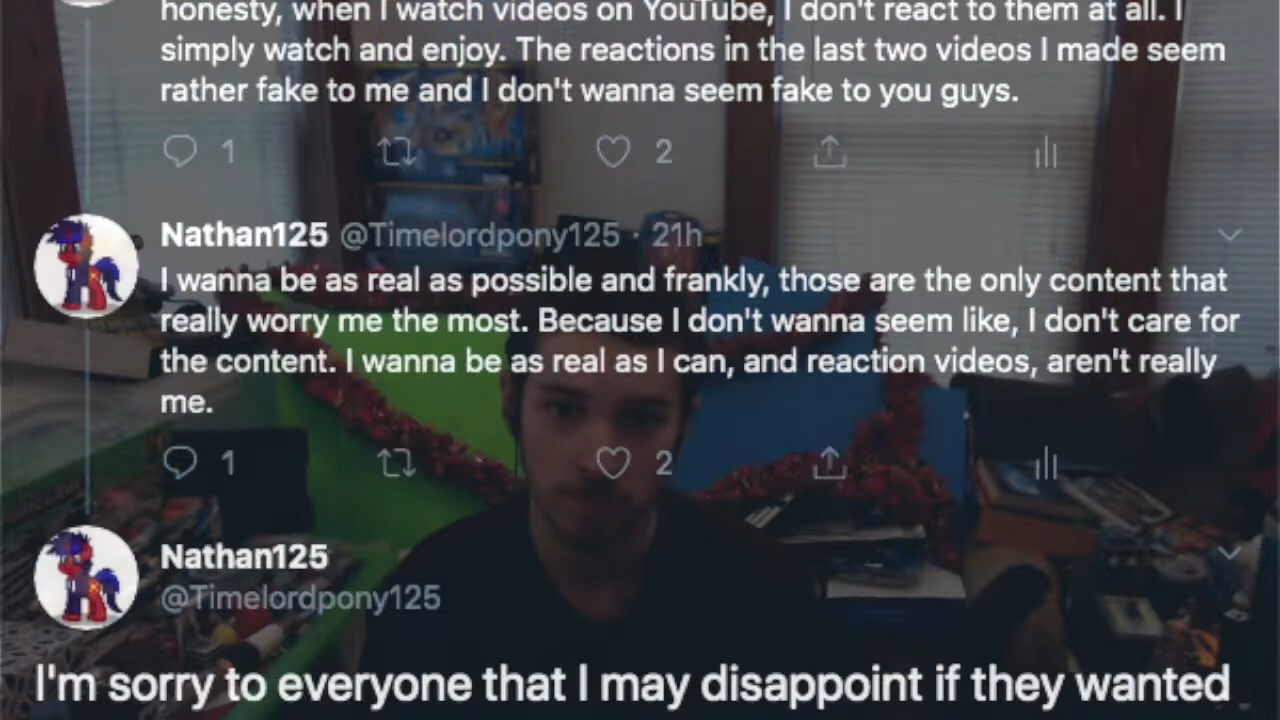 honesty, when I watch videos on YouTube, I don't react to them at all. I
simply watch and enjoy. The reactions in the last two videos I made seem
rather fake to me and I don't wanna seem fake to you guys.
1 2
Nathan125 @Timelordpony125 · 21h
I wanna be as real as possible and frankly, those are the only content that
really worry me the most. Because I don't wanna seem like, I don't care for
the content. I wanna be as real as I can, and reaction videos, aren't really
me.
1 2
Nathan125
@Timelordpony125
I'm sorry to everyone that I may disappoint if they wanted